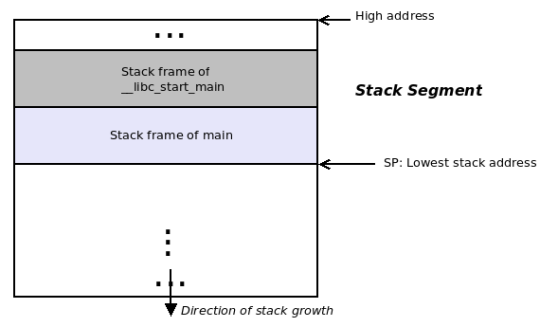 High address
...
Stack frame of
__libc_start_main
Stack Segment
Stack frame of main
SP: Lowest stack address
...
...
Direction of stack growth